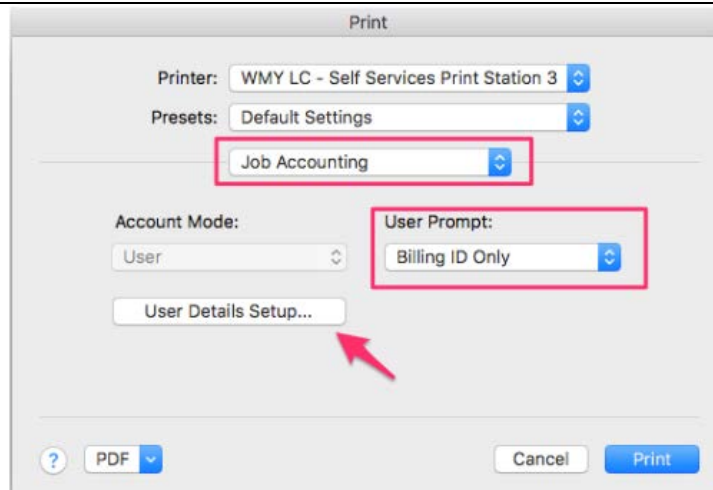 Print
Printer: WMY LC - Self Services Print Station 3
Presets: Default Settings
Job Accounting
Account Mode: User Prompt:
User Billing ID Only
User Details Setup...
? PDF Cancel Print